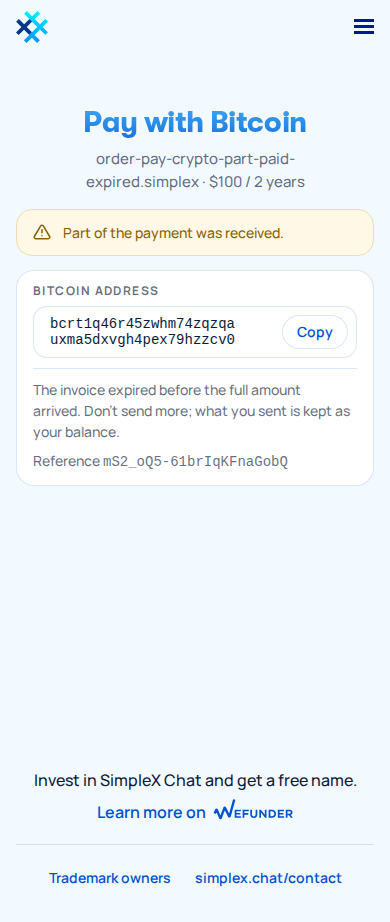 Pay with Bitcoin
order-pay-crypto-part-paid-
expired.simplex · $100 / 2 years
Part of the payment was received.
BITCOIN ADDRESS
bcrt1q46r45zwhm74zqzqa
uxma5dxvgh4pex79hzzcv0
Copy
The invoice expired before the full amount
arrived. Don't send more; what you sent is kept as
your balance.
Reference mS2_oQ5-61brIqKFnaGobQ
Invest in SimpleX Chat and get a free name.
Learn more on WEFUNDER
Trademark owners simplex.chat/contact